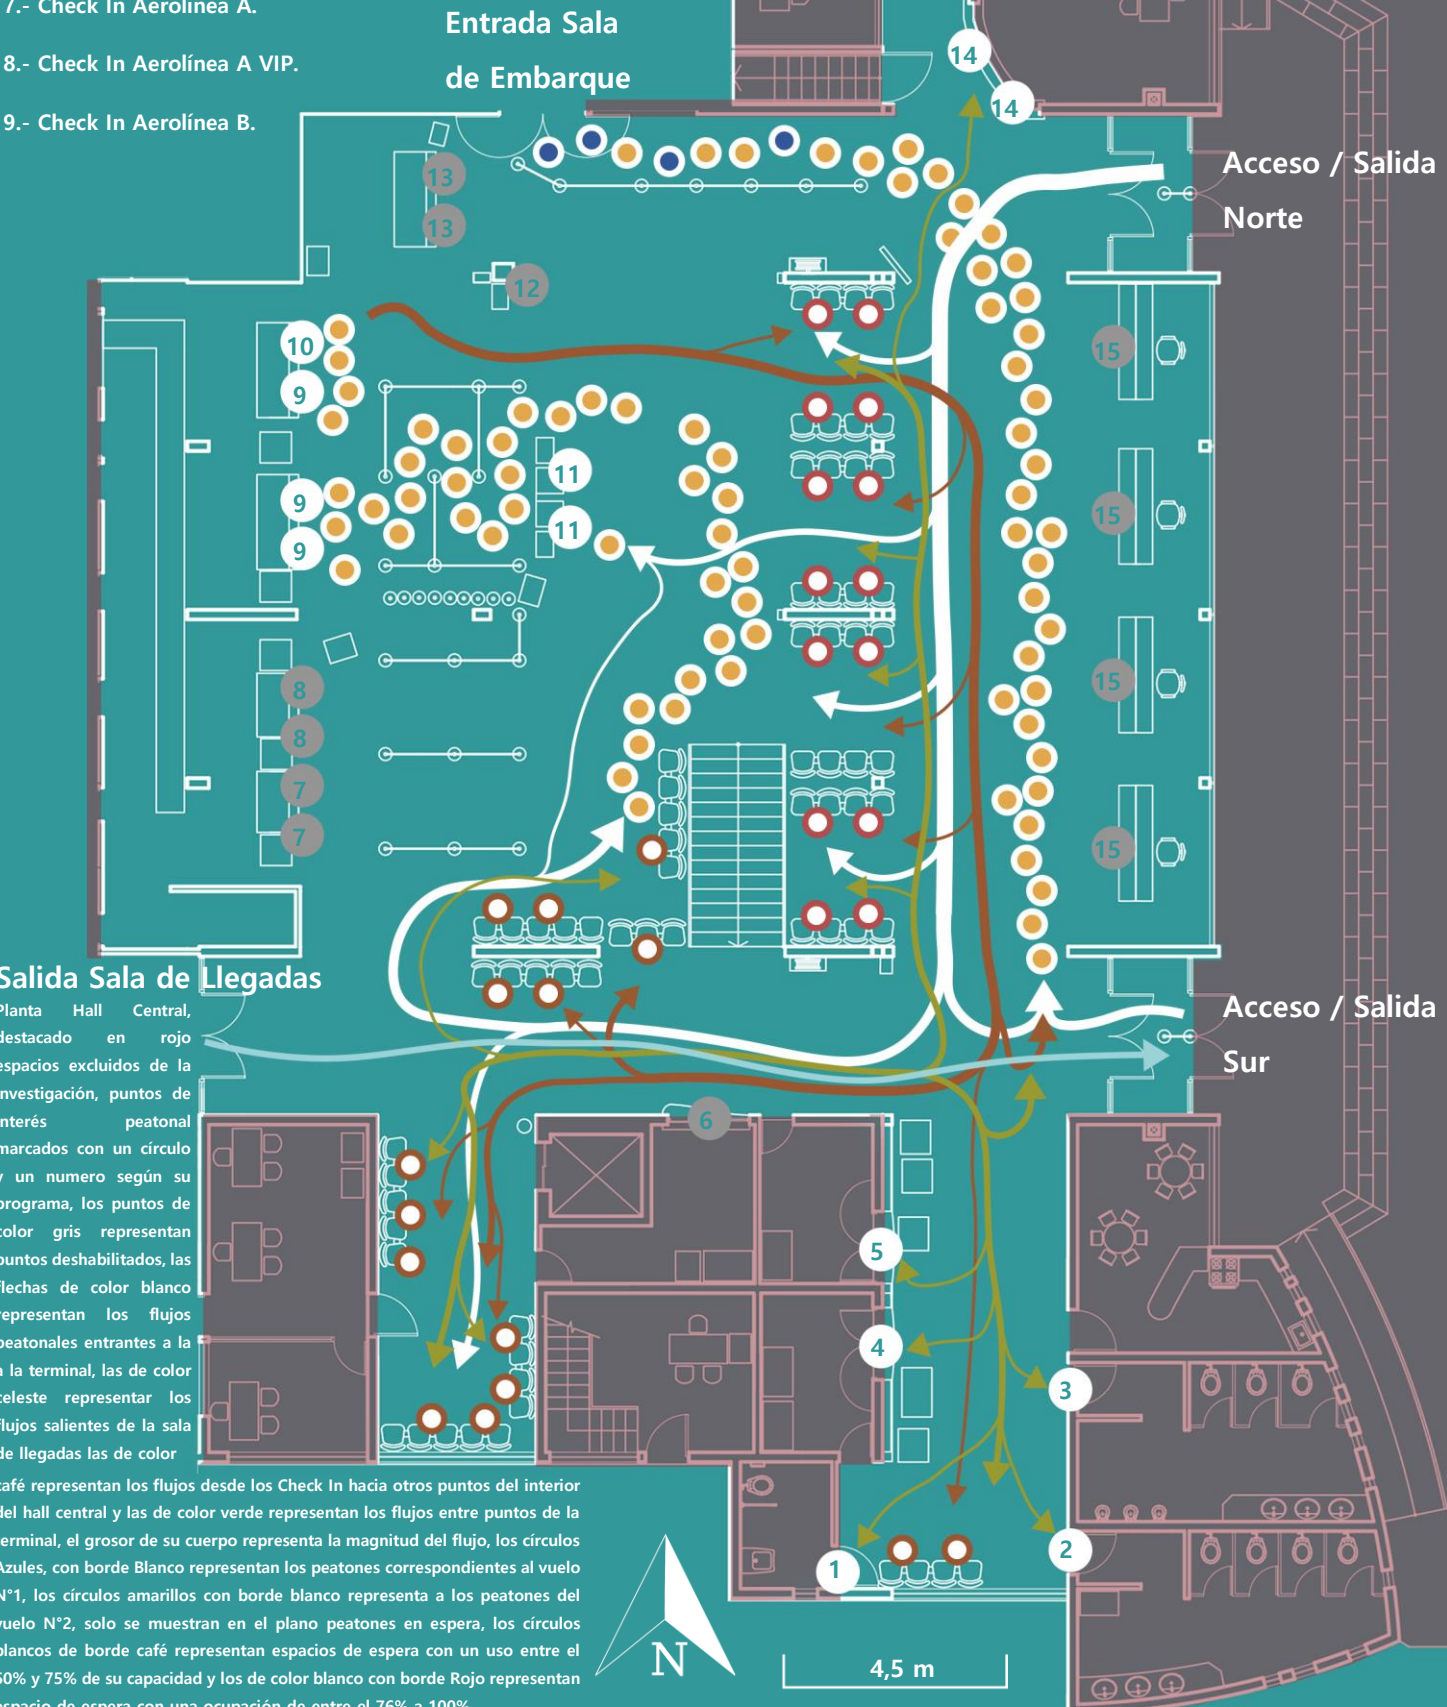 7.- Check In Aerolínea A.
8.- Check In Aerolínea A VIP.
9.- Check In Aerolínea B.
Entrada Sala
de Embarque
14
14
13
13
12
Acceso / Salida
Norte
10
9
9
9
11
11
15
15
15
15
8
8
7
7
Salida Sala de Llegadas
Planta Hall Central,
destacado en rojo
espacios excluidos de la
investigación, puntos de
interés peatonal
marcados con un círculo
y un numero según su
programa, los puntos de
color gris representan
puntos deshabilitados, las
flechas de color blanco
representan los flujos
peatonales entrantes a la
a la terminal, las de color
celeste representar los
flujos salientes de la sala
de llegadas las de color
café representan los flujos desde los Check In hacia otros puntos del interior
del hall central y las de color verde representan los flujos entre puntos de la
terminal, el grosor de su cuerpo representa la magnitud del flujo, los círculos
Azules, con borde Blanco representan los peatones correspondientes al vuelo
N°1, los círculos amarillos con borde blanco representa a los peatones del
vuelo N°2, solo se muestran en el plano peatones en espera, los círculos
blancos de borde café representan espacios de espera con un uso entre el
50% y 75% de su capacidad y los de color blanco con borde Rojo representan
espacio de espera con una ocupación de entre el 76% a 100%
Acceso / Salida
Sur
6
5
4
3
2
1
N
4,5 m